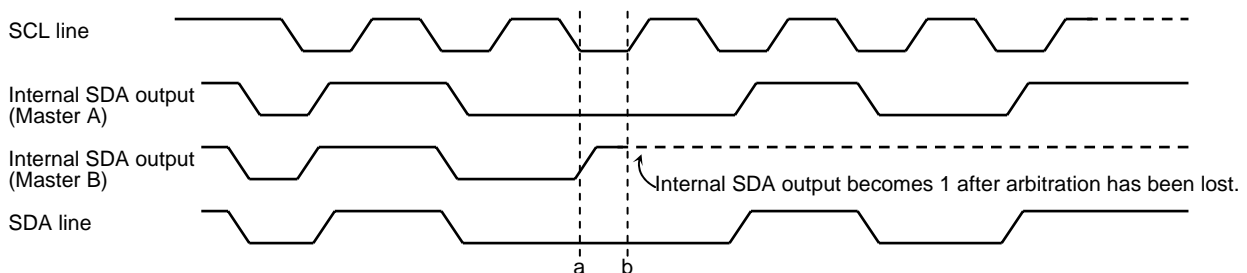 SCL line
Internal SDA output
(Master A)
Internal SDA output
(Master B)
Internal SDA output becomes 1 after arbitration has been lost.
SDA line
a b